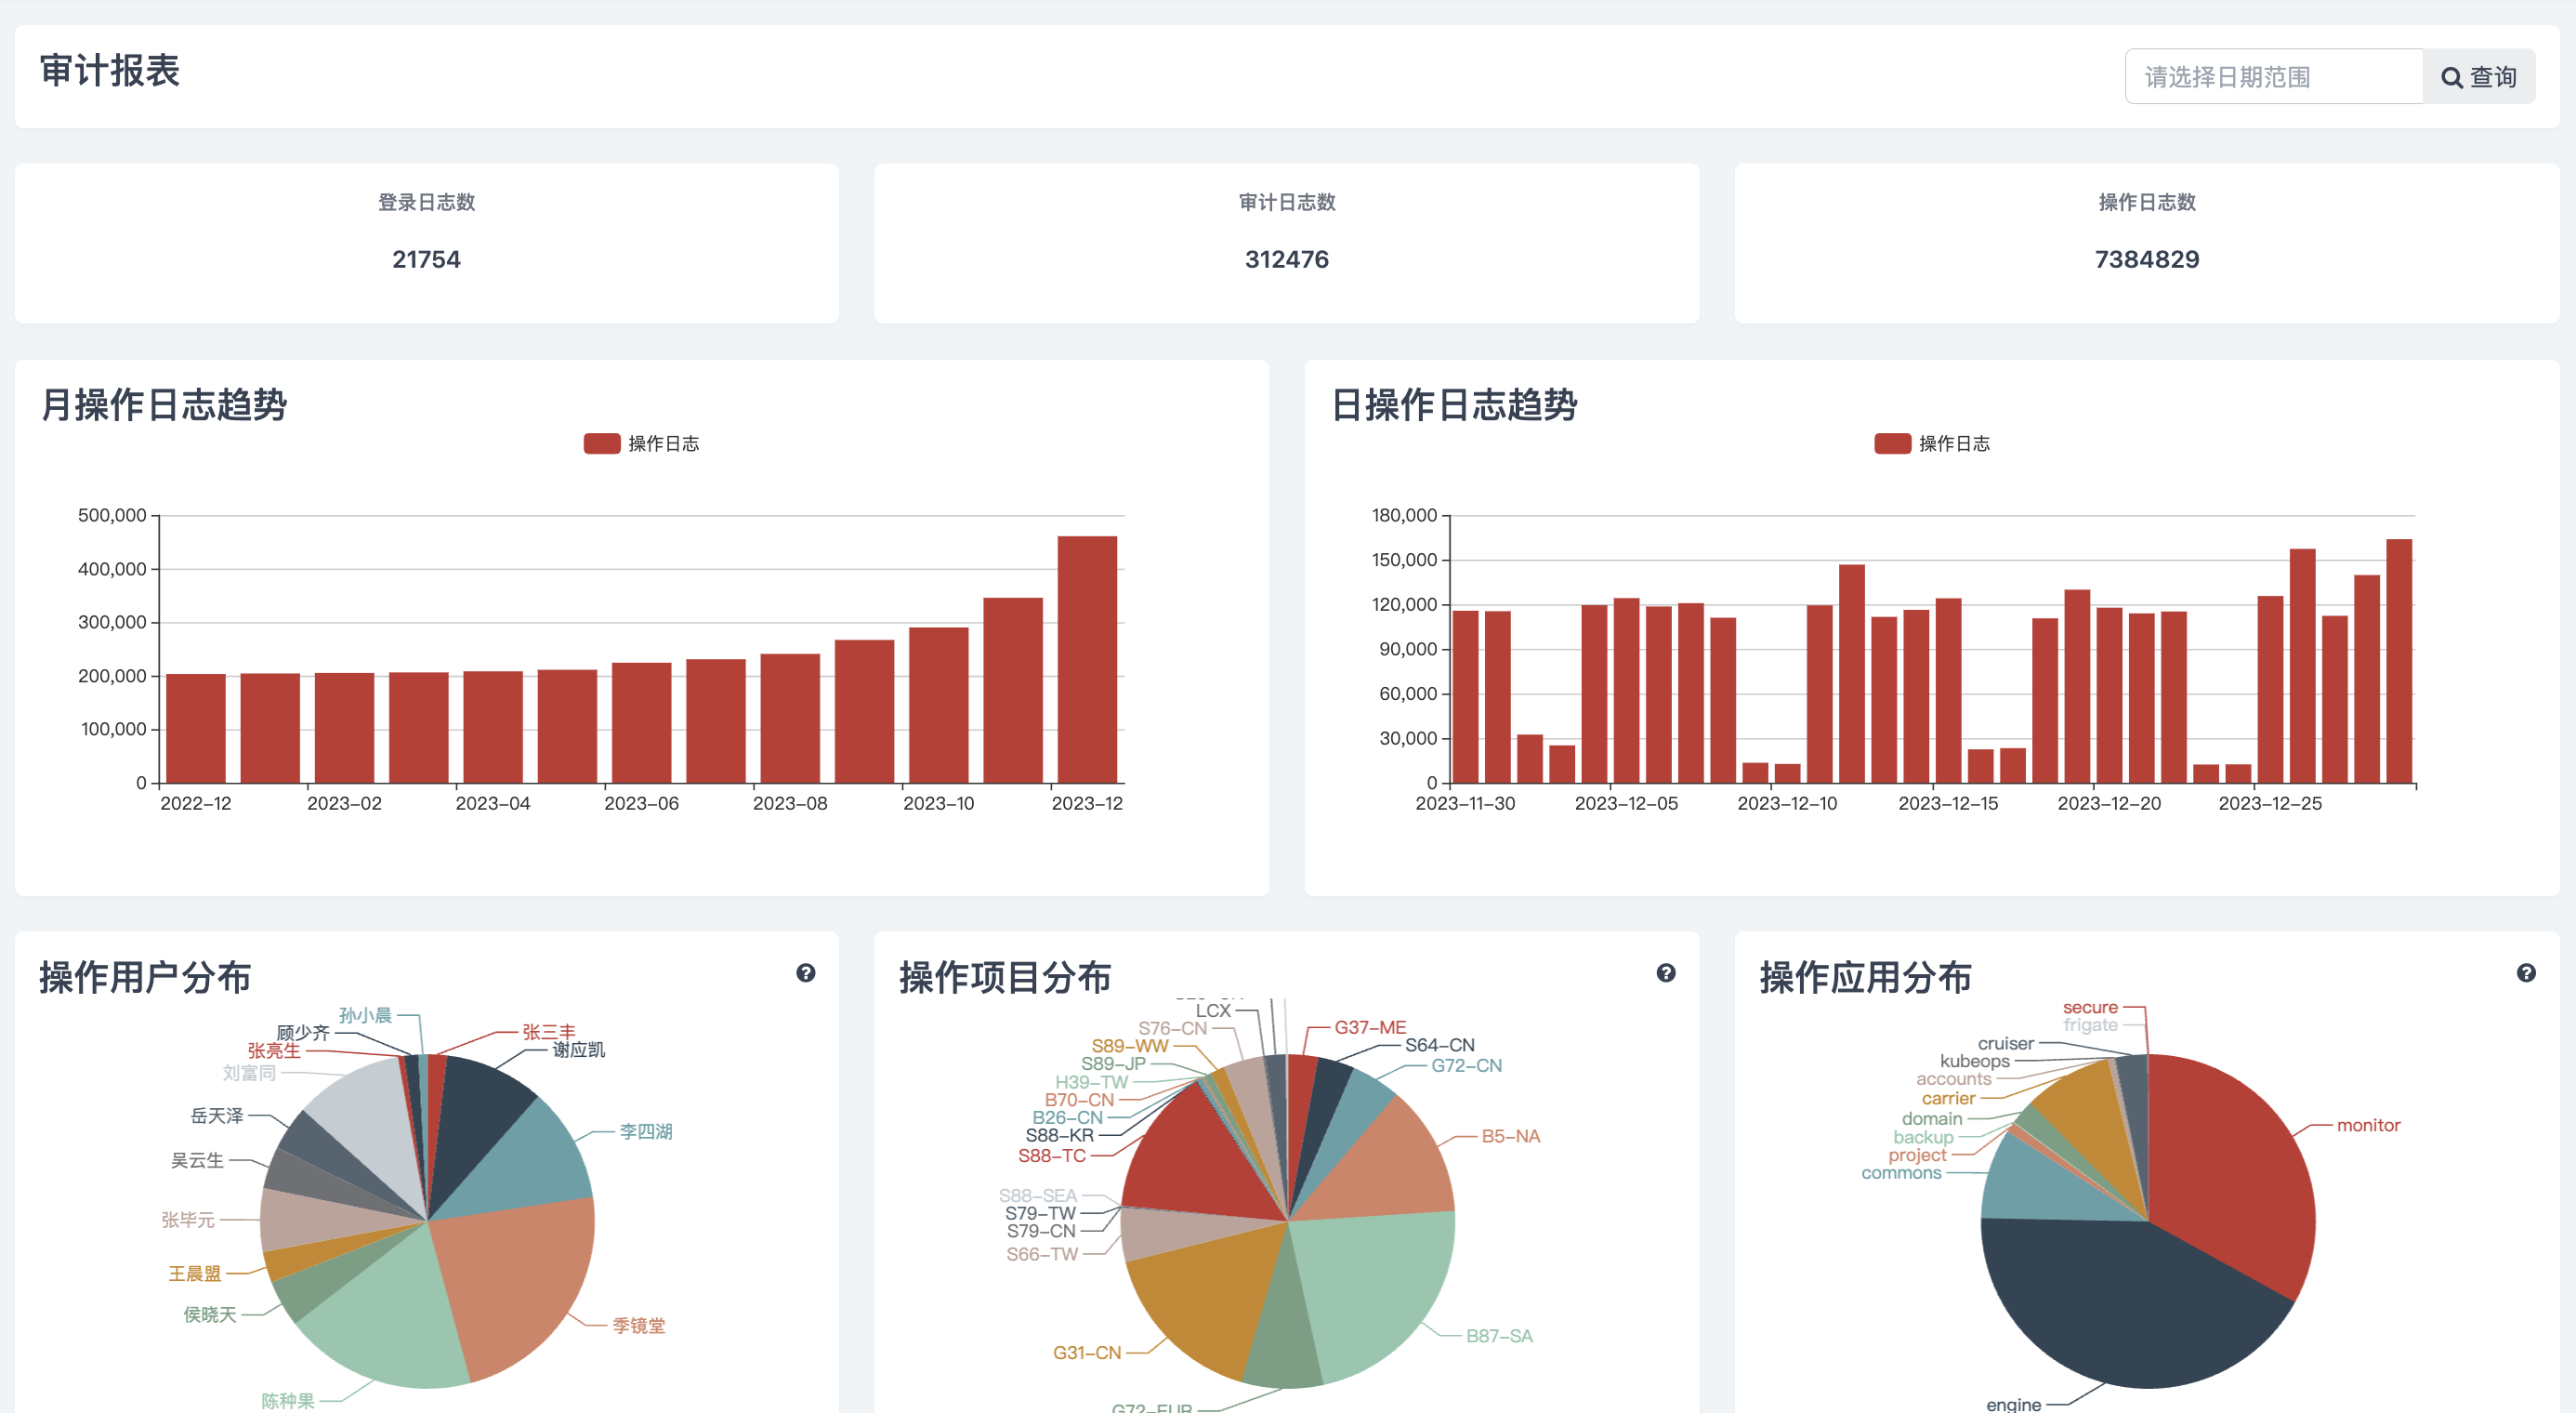 审计报表
请选择日期范围
查询
登录日志数
21754
审计日志数
312476
操作日志数
7384829
月操作日志趋势
操作日志
500,000
400,000
300,000
200,000
100,000
0
2022-12
2023-02
2023-04
2023-06
2023-08
2023-10
2023-12
日操作日志趋势
操作日志
180,000
150,000
120,000
90,000
60,000
30,000
0
2023-11-30
2023-12-05
2023-12-10
2023-12-15
2023-12-20
2023-12-25
操作用户分布
孙小晨
顾少齐
张亮生
刘富同
岳天泽
吴云生
张毕元
王晨盟
侯晓天
陈种果
张三丰
谢应凯
李四湖
季镜堂
操作项目分布
LCX
S76-CN
S89-WW
S89-JP
H39-TW
B70-CN
B26-CN
S88-KR
S88-TC
S88-SEA
S79-TW
S79-CN
S66-TW
G31-CN
G72-EUR
G37-ME
S64-CN
G72-CN
B5-NA
B87-SA
操作应用分布
secure
frigate
cruiser
kubeops
accounts
carrier
domain
backup
project
commons
engine
monitor